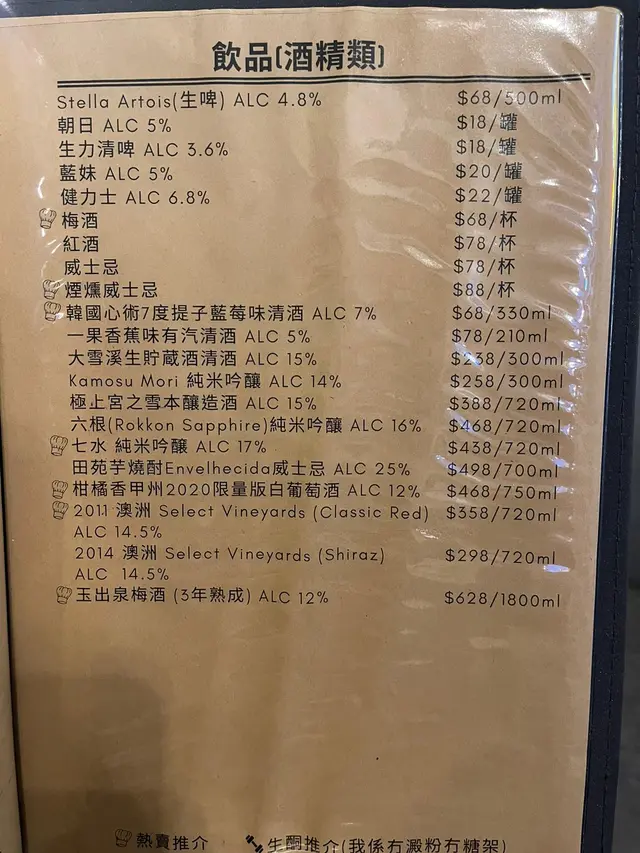 飲品(酒精類)
Stella Artois(生啤) ALC 4.8% $68/500ml
朝日 ALC 5% $18/罐
生力清啤 ALC 3.6% $18/罐
藍妹 ALC 5% $20/罐
健力士 ALC 6.8% $22/罐
梅酒 $68/杯
紅酒 $78/杯
威士忌 $78/杯
煙燻威士忌 $88/杯
韓國心術7度提子藍莓味清酒 ALC 7% $68/330ml
一果香蕉味有汽清酒 ALC 5% $78/210ml
大雪溪生貯蔵酒清酒 ALC 15% $238/300ml
Kamosu Mori 純米吟釀 ALC 14% $258/300ml
極上宮之雪本釀造酒 ALC 15% $388/720ml
六根(Rokkon Sapphire)純米吟釀 ALC 16% $468/720ml
七水 純米吟釀 ALC 17% $438/720ml
田苑芋燒酎Envelhecida威士忌 ALC 25% $498/700ml
柑橘香甲州2020限量版白葡萄酒 ALC 12% $468/750ml
2011 澳洲 Select Vineyards (Classic Red) $358/720ml
ALC 14.5%
2014 澳洲 Select Vineyards (Shiraz) $298/720ml
ALC 14.5%
玉出泉梅酒 (3年熟成) ALC 12% $628/1800ml
熱賣推介 生酮推介(我係冇澱粉冇糖架)